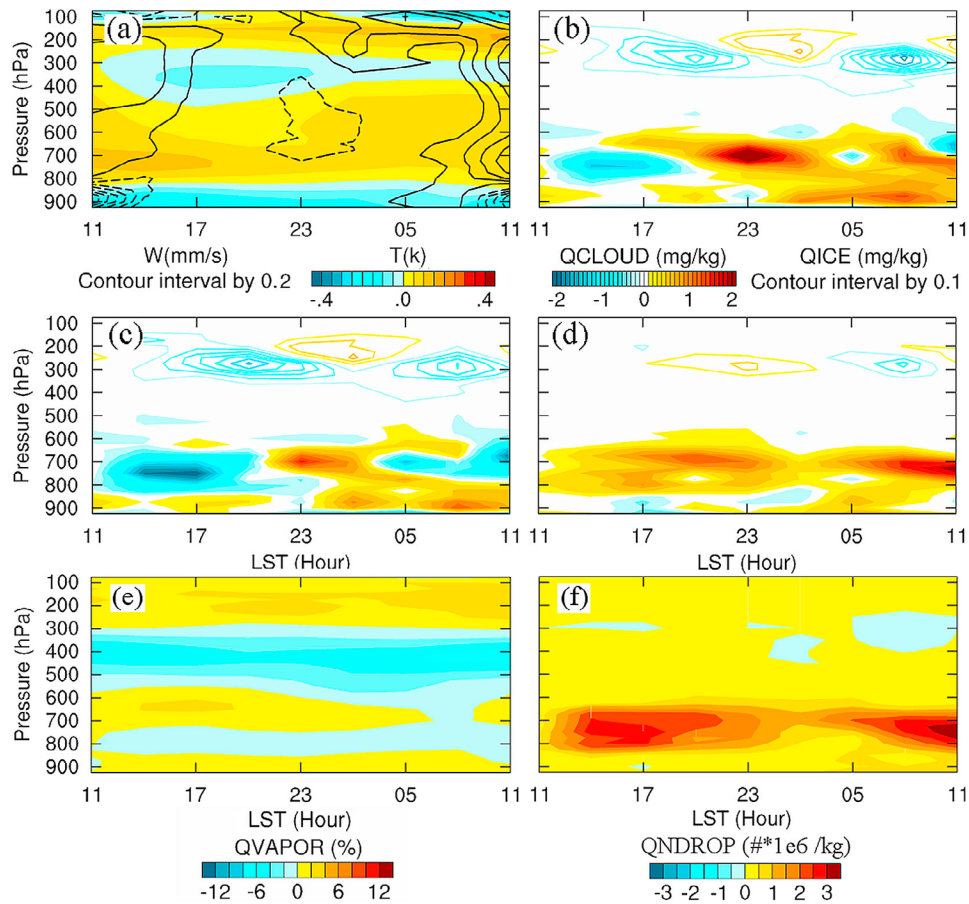 (a)
(b)
Pressure (hPa)
100
200
300
400
500
600
700
800
900
11 17 23 05 11
11 17 23 05 11
W(mm/s) T(k) QCLOUD (mg/kg) QICE (mg/kg)
Contour interval by 0.2 Contour interval by 0.1
-.4 .0 .4
-2 -1 0 1 2
(c)
(d)
Pressure (hPa)
100
200
300
400
500
600
700
800
900
11 17 23 05 11
11 17 23 05 11
LST (Hour) LST (Hour)
(e)
(f)
Pressure (hPa)
100
200
300
400
500
600
700
800
900
11 17 23 05 11
11 17 23 05 11
LST (Hour) LST (Hour)
QVAPOR (%) QNDROP (#*1e6 /kg)
-12 -6 0 6 12
-3 -2 -1 0 1 2 3